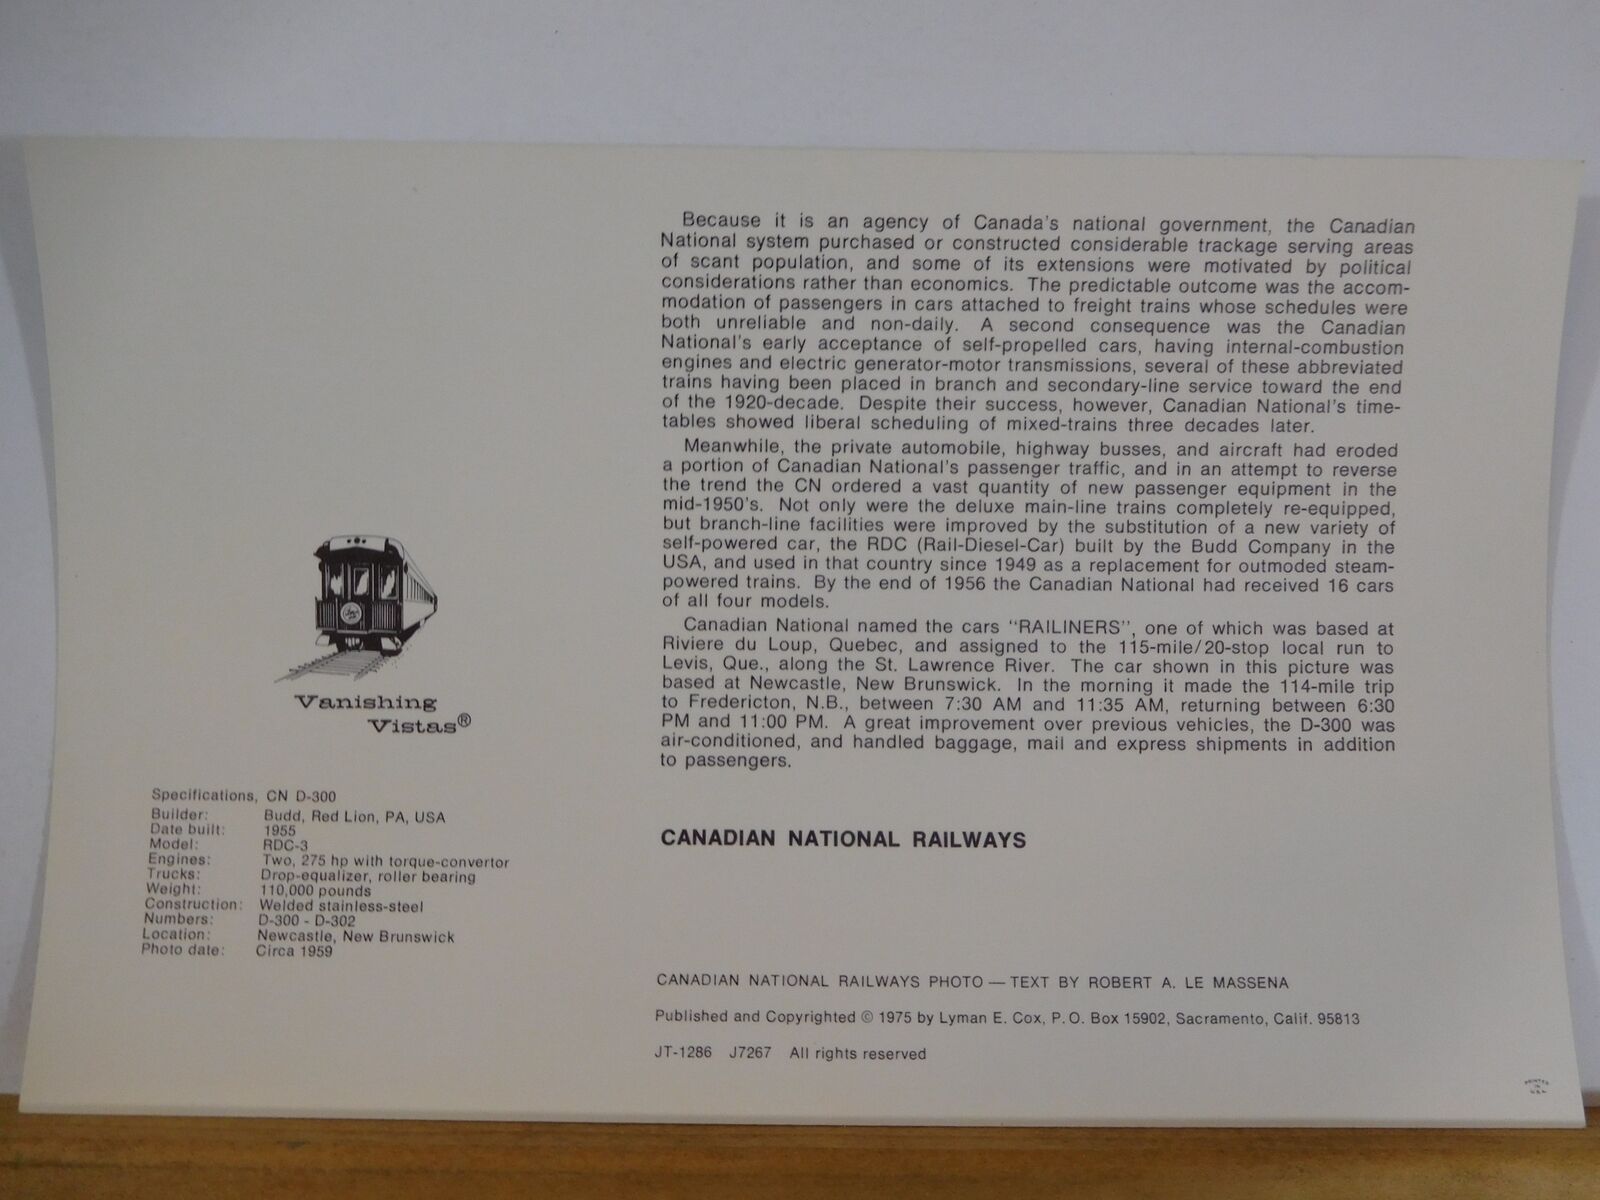 Because it is an agency of Canada's national government, the Canadian
National system purchased or constructed considerable trackage serving areas
of scant population, and some of its extensions were motivated by political
considerations rather than economics. The predictable outcome was the accom-
modation of passengers in cars attached to freight trains whose schedules were
both unreliable and non-daily. A second consequence was the Canadian
National's early acceptance of self-propelled cars, having internal-combustion
engines and electric generator-motor transmissions, several of these abbreviated
trains having been placed in branch and secondary-line service toward the end
of the 1920-decade. Despite their success, however, Canadian National's time-
tables showed liberal scheduling of mixed-trains three decades later.
Meanwhile, the private automobile, highway busses, and aircraft had eroded
a portion of Canadian National's passenger traffic, and in an attempt to reverse
the trend the CN ordered a vast quantity of new passenger equipment in the
mid-1950's. Not only were the deluxe main-line trains completely re-equipped,
but branch-line facilities were improved by the substitution of a new variety of
self-powered car, the RDC (Rail-Diesel-Car) built by the Budd Company in the
USA, and used in that country since 1949 as a replacement for outmoded steam-
powered trains. By the end of 1956 the Canadian National had received 16 cars
of all four models.
Canadian National named the cars "RAILINERS", one of which was based at
Riviere du Loup, Quebec, and assigned to the 115-mile/20-stop local run to
Levis, Que., along the St. Lawrence River. The car shown in this picture was
based at Newcastle, New Brunswick. In the morning it made the 114-mile trip
to Fredericton, N.B., between 7:30 AM and 11:35 AM, returning between 6:30
PM and 11:00 PM. A great improvement over previous vehicles, the D-300 was
air-conditioned, and handled baggage, mail and express shipments in addition
to passengers.
Vanishing
Vistas®
Specifications, CN D-300
Builder: Budd, Red Lion, PA, USA
Date built: 1955
Model: RDC-3
Engines: Two, 275 hp with torque-convertor
Trucks: Drop-equalizer, roller bearing
Weight: 110,000 pounds
Construction: Welded stainless-steel
Numbers: D-300 - D-302
Location: Newcastle, New Brunswick
Photo date: Circa 1959
CANADIAN NATIONAL RAILWAYS
CANADIAN NATIONAL RAILWAYS PHOTO — TEXT BY ROBERT A. LE MASSENA
Published and Copyrighted © 1975 by Lyman E. Cox, P. O. Box 15902, Sacramento, Calif. 95813
JT-1286 J7267 All rights reserved
PRINTED
IN
U.S.A.